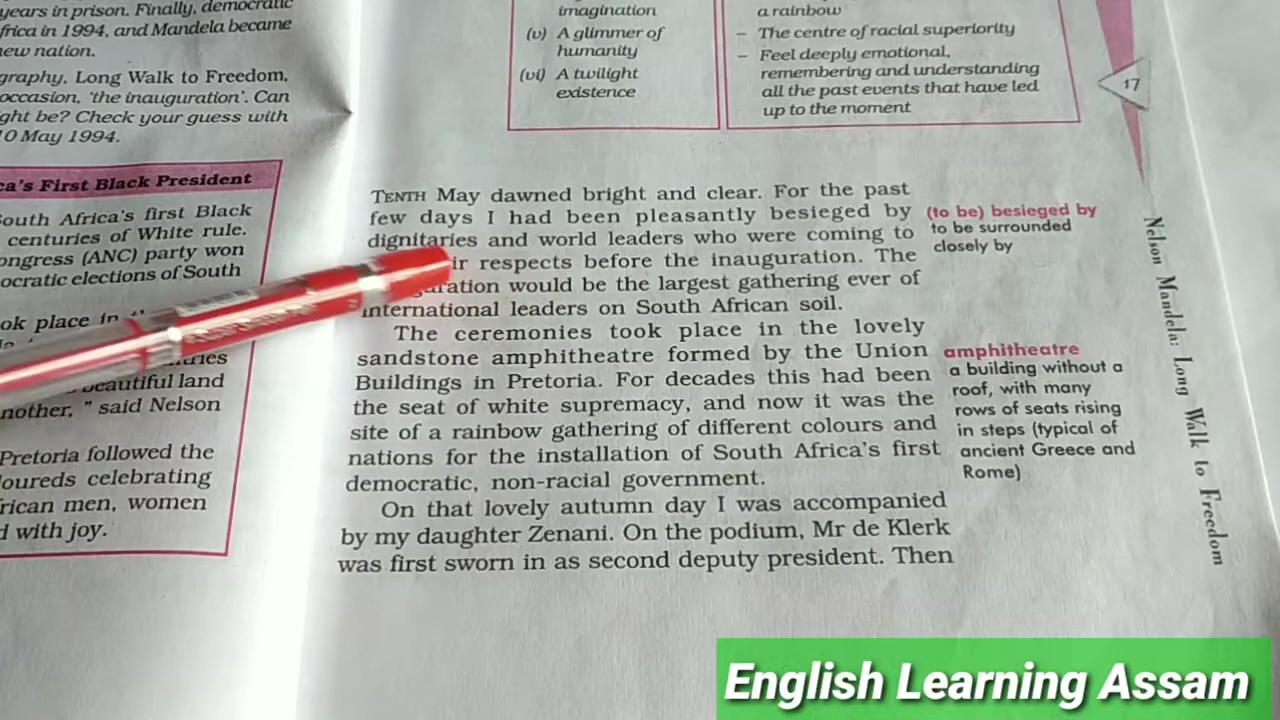 years in prison. Finally, democratic
frica in 1994, and Mandela became
new nation.
graphy, Long Walk to Freedom,
occasion, 'the inauguration'. Can
ght be? Check your guess with
10 May 1994.
ca's First Black President
South Africa's first Black
centuries of White rule.
ongress (ANC) party won
ocratic elections of South
ok place in
beautiful land
nother, " said Nelson
Pretoria followed the
loureds celebrating
rican men, women
d with joy.
imagination
(v) A glimmer of
humanity
(vi) A twilight
existence
a rainbow
– The centre of racial superiority
– Feel deeply emotional,
remembering and understanding
all the past events that have led
up to the moment
17
TENTH May dawned bright and clear. For the past
few days I had been pleasantly besieged by
dignitaries and world leaders who were coming to
respects before the inauguration. The
would be the largest gathering ever of
international leaders on South African soil.
The ceremonies took place in the lovely
sandstone amphitheatre formed by the Union
Buildings in Pretoria. For decades this had been
the seat of white supremacy, and now it was the
site of a rainbow gathering of different colours and
nations for the installation of South Africa's first
democratic, non-racial government.
On that lovely autumn day I was accompanied
by my daughter Zenani. On the podium, Mr de Klerk
was first sworn in as second deputy president. Then
(to be) besieged by
to be surrounded
closely by
amphitheatre
a building without a
roof, with many
rows of seats rising
in steps (typical of
ancient Greece and
Rome)
Nelson Mandela: Long Walk to Freedom
English Learning Assam